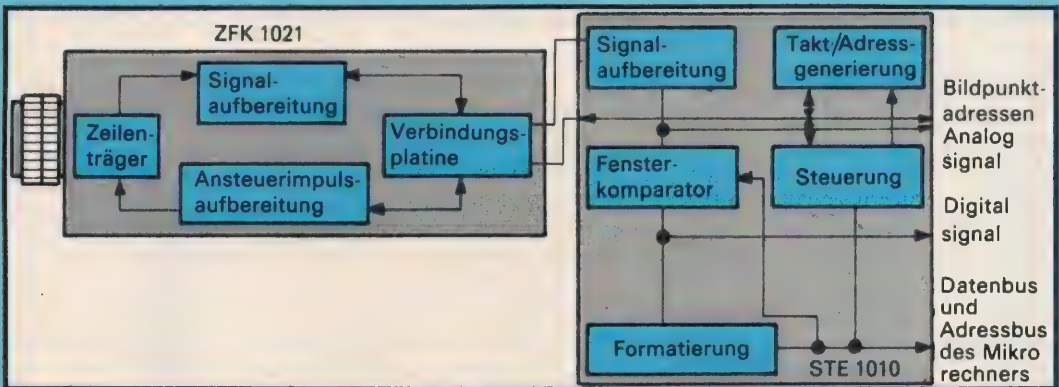 ZFK 1021
Signal-
aufbereitung
Zeilen-
träger
Verbindungs-
platine
Ansteuerimpuls-
aufbereitung
Signal-
aufbereitung
Takt/Adress-
generierung
Fenster-
komparator
Steuerung
Formatierung
STE 1010
Bildpunkt-
adressen
Analog
signal
Digital
signal
Datenbus
und
Adressbus
des Mikro
rechners